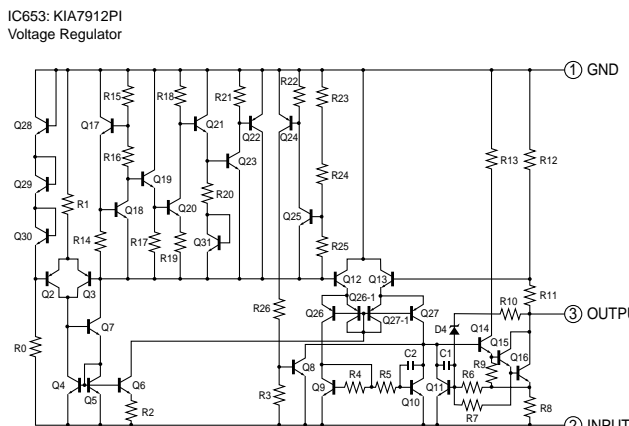 IC653: KIA7912PI
Voltage Regulator
1 GND
R15 R18 R21 R22
R23
Q28 Q17 Q21 Q22 Q24
R16 R13 R12
Q23
Q29 Q19 R24
R1 R20
Q18 Q20 Q25
Q30 R14 R17 R19 Q31 R25
Q2 Q3 Q12 Q13
Q26-1 R11
R26 Q26 Q27-1 Q27 D4 R10 3 OUTPU
Q7 Q14 Q15
R0 C2 C1 Q16
Q8 R9
Q4 Q5 Q6 R3 Q9 R4 R5 Q11 R6
R2 Q10 R7 R8
2 INPUT